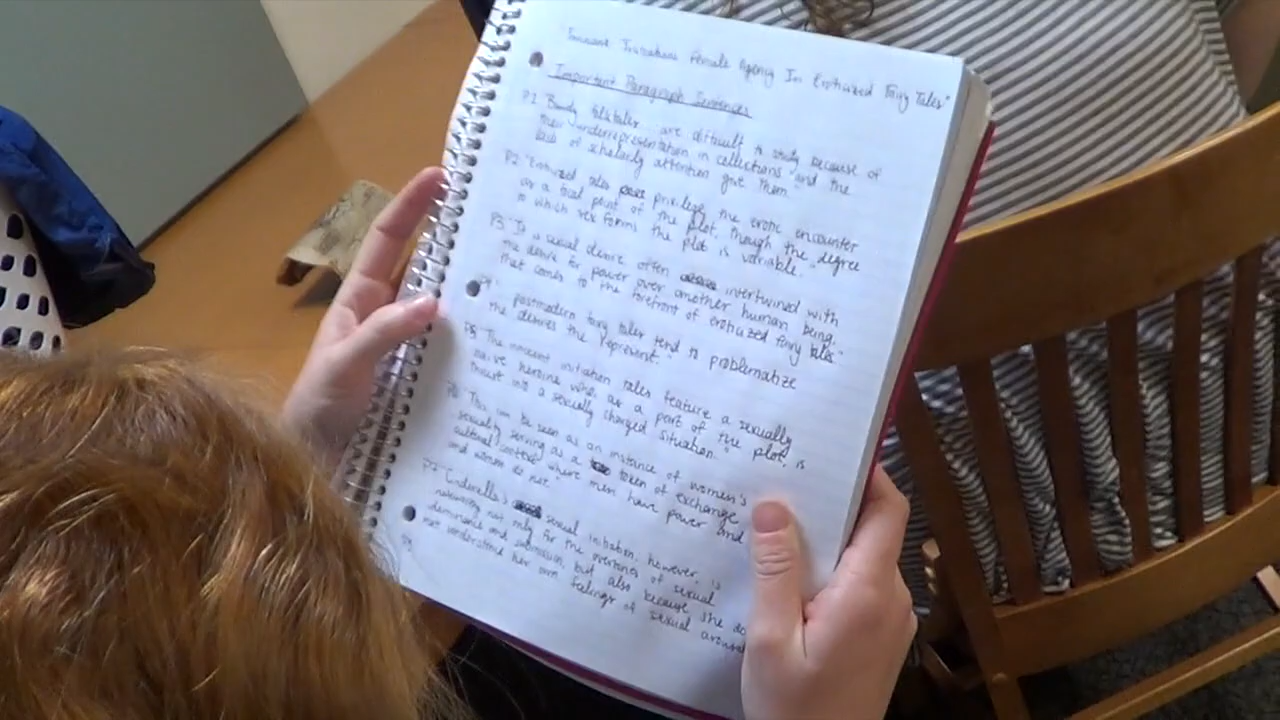 Innocent Initiations Female Agency In Eroticized Fairy Tales"
Important Paragraph Sentences
P1 "Bawdy folktales ... are difficult to study because of
their underrepresentation in collections and the
lack of scholarly attention give them."
P2 "Eroticized tales privilege the erotic encounter
as a focal point of the plot, though the degree
to which sex forms the plot is variable."
P3 "It is sexual desire often intertwined with
the desire for power over another human being.
that comes to the forefront of eroticized fairy tales."
P4. postmodern fairy tales tend to problematize
the desires the represent."
P5 "The innocent initiation tales feature a sexually
naive heroine who, as a part of the plot, is
thrust into a sexually charged situation."
P6 "This can be seen as an instance of women's
sexuality serving as a token of exchange
cultural context where men have power and
and women do not."
P7 "Cinderella's sexual initiation, however, is
not only for the overtones of sexual
dominance and submission, but also because she do
not understand her own feelings of sexual arousal
P8